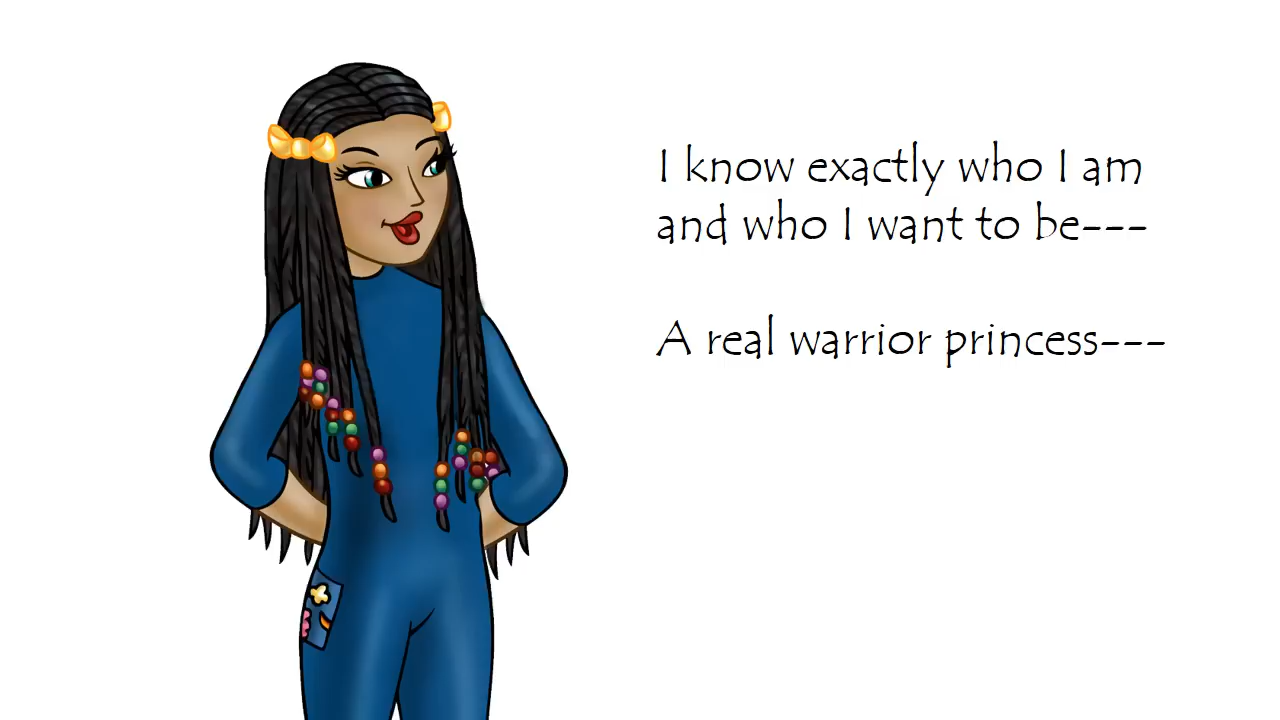 I know exactly who I am
and who I want to be---
A real warrior princess---